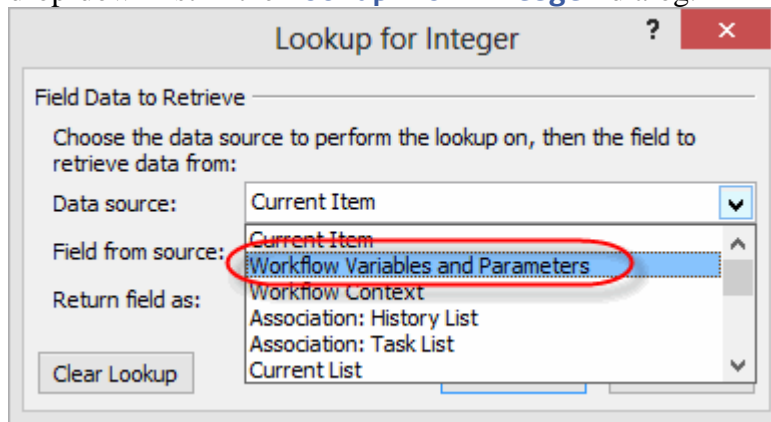 Lookup for Integer ? ×
Field Data to Retrieve
Choose the data source to perform the lookup on, then the field to
retrieve data from:
Data source: Current Item
Field from source: Current Item
Workflow Variables and Parameters
Return field as: Workflow Context
Association: History List
Association: Task List
Clear Lookup Current List